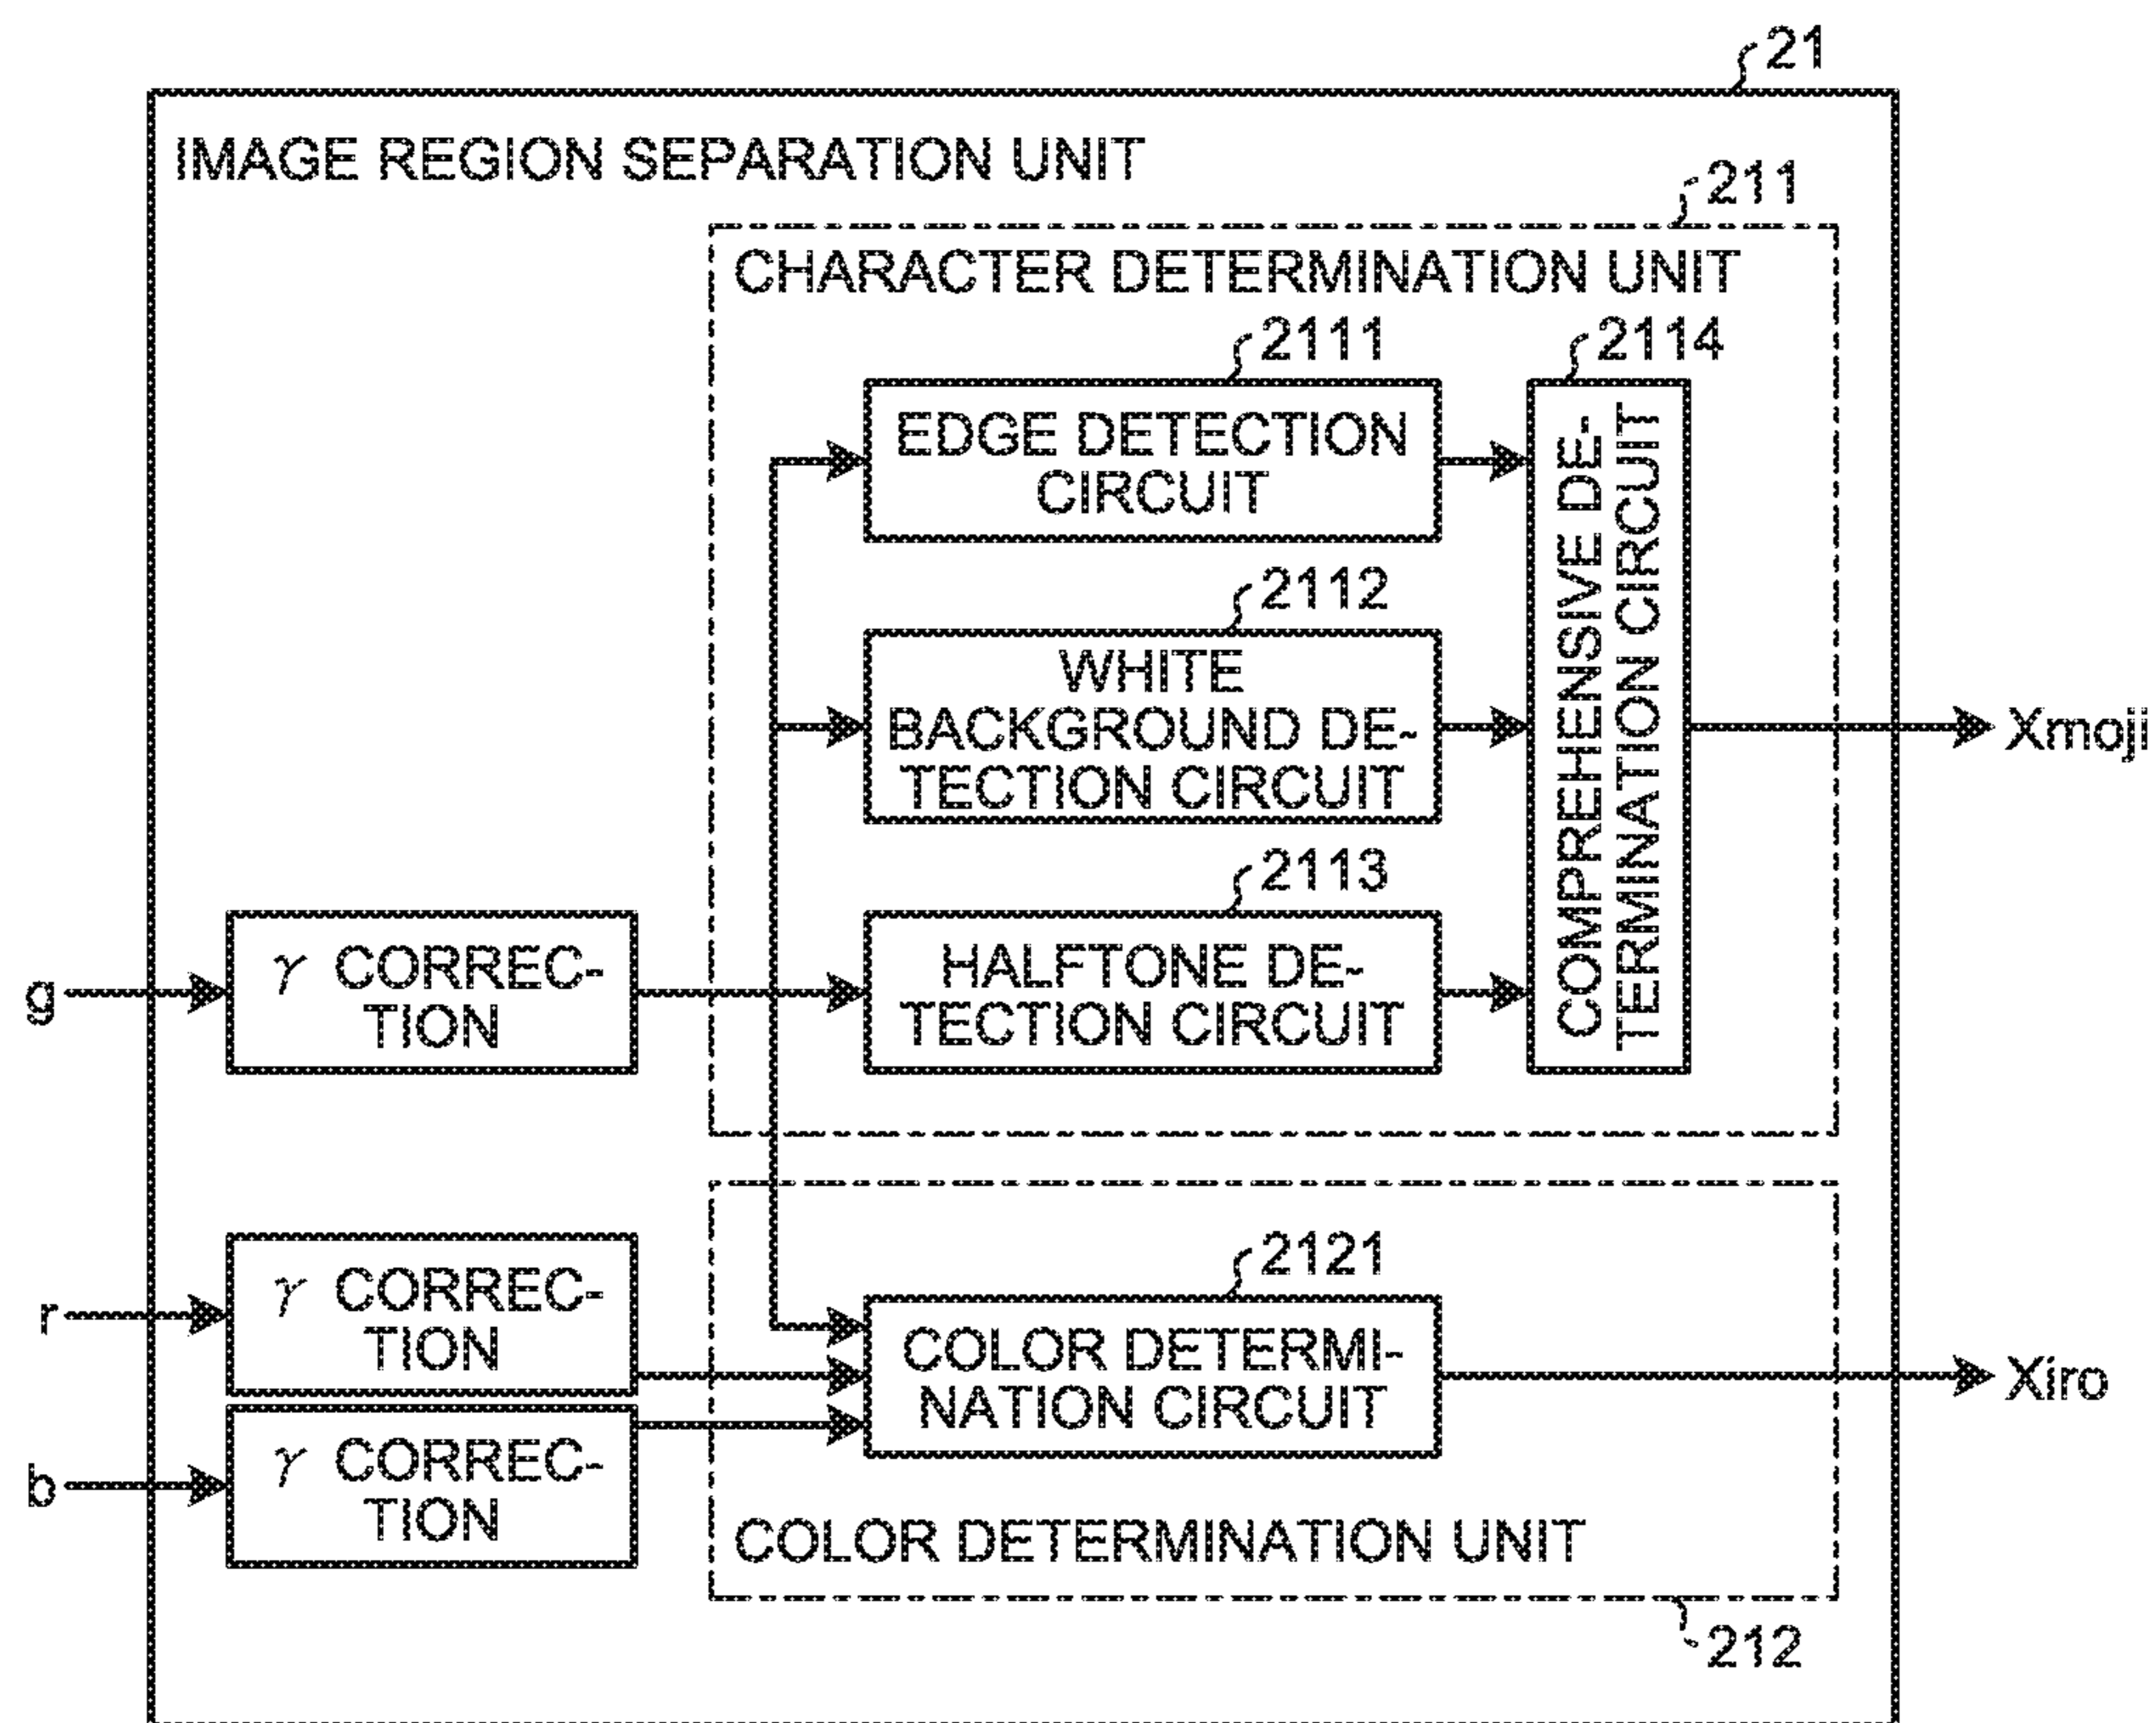 21
IMAGE REGION SEPARATION UNIT
211
CHARACTER DETERMINATION UNIT
2111
EDGE DETECTION
CIRCUIT
2112
WHITE
BACKGROUND DE-
TECTION CIRCUIT
2113
HALFTONE DE-
TECTION CIRCUIT
2114
COMPREHENSIVE DE-
TERMINATION CIRCUIT
Xmoji
g
γ CORREC-
TION
r
γ CORREC-
TION
b
γ CORREC-
TION
2121
COLOR DETERMI-
NATION CIRCUIT
Xiro
COLOR DETERMINATION UNIT
212